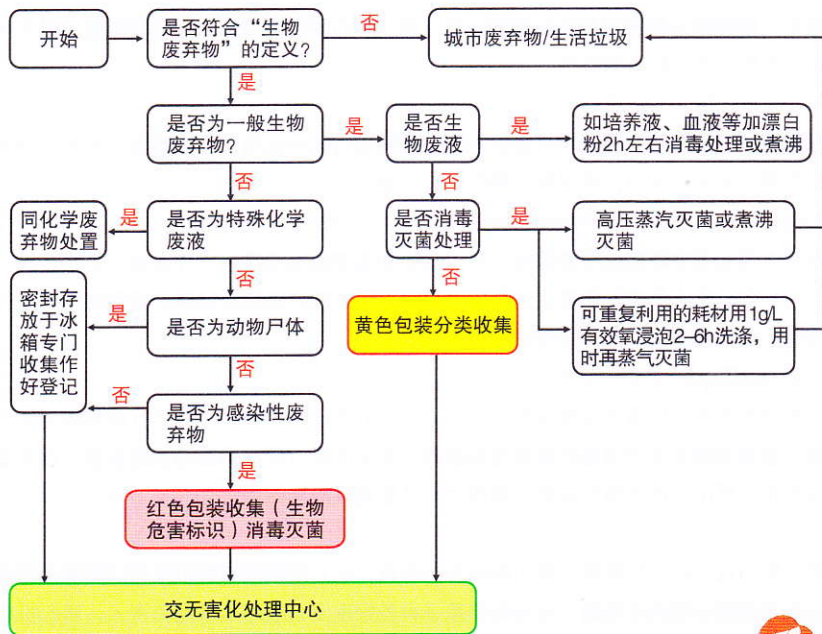 开始
是否符合“生物
废弃物”的定义?
否
城市废弃物/生活垃圾
是
是否为一般生物
废弃物?
是
是否生
物废液
是
如培养液、血液等加漂白
粉2h左右消毒处理或煮沸
否
否
同化学废
弃物处置
是
是否为特殊化学
废液
是否消毒
灭菌处理
是
高压蒸汽灭菌或煮沸
灭菌
否
否
密封存
放于冰
箱专门
收集作
好登记
是
是否为动物尸体
黄色包装分类收集
可重复利用的耗材用1g/L
有效氧浸泡2–6h洗涤，用
时再蒸气灭菌
否
否
是否为感染性废
弃物
是
红色包装收集（生物
危害标识）消毒灭菌
交无害化处理中心